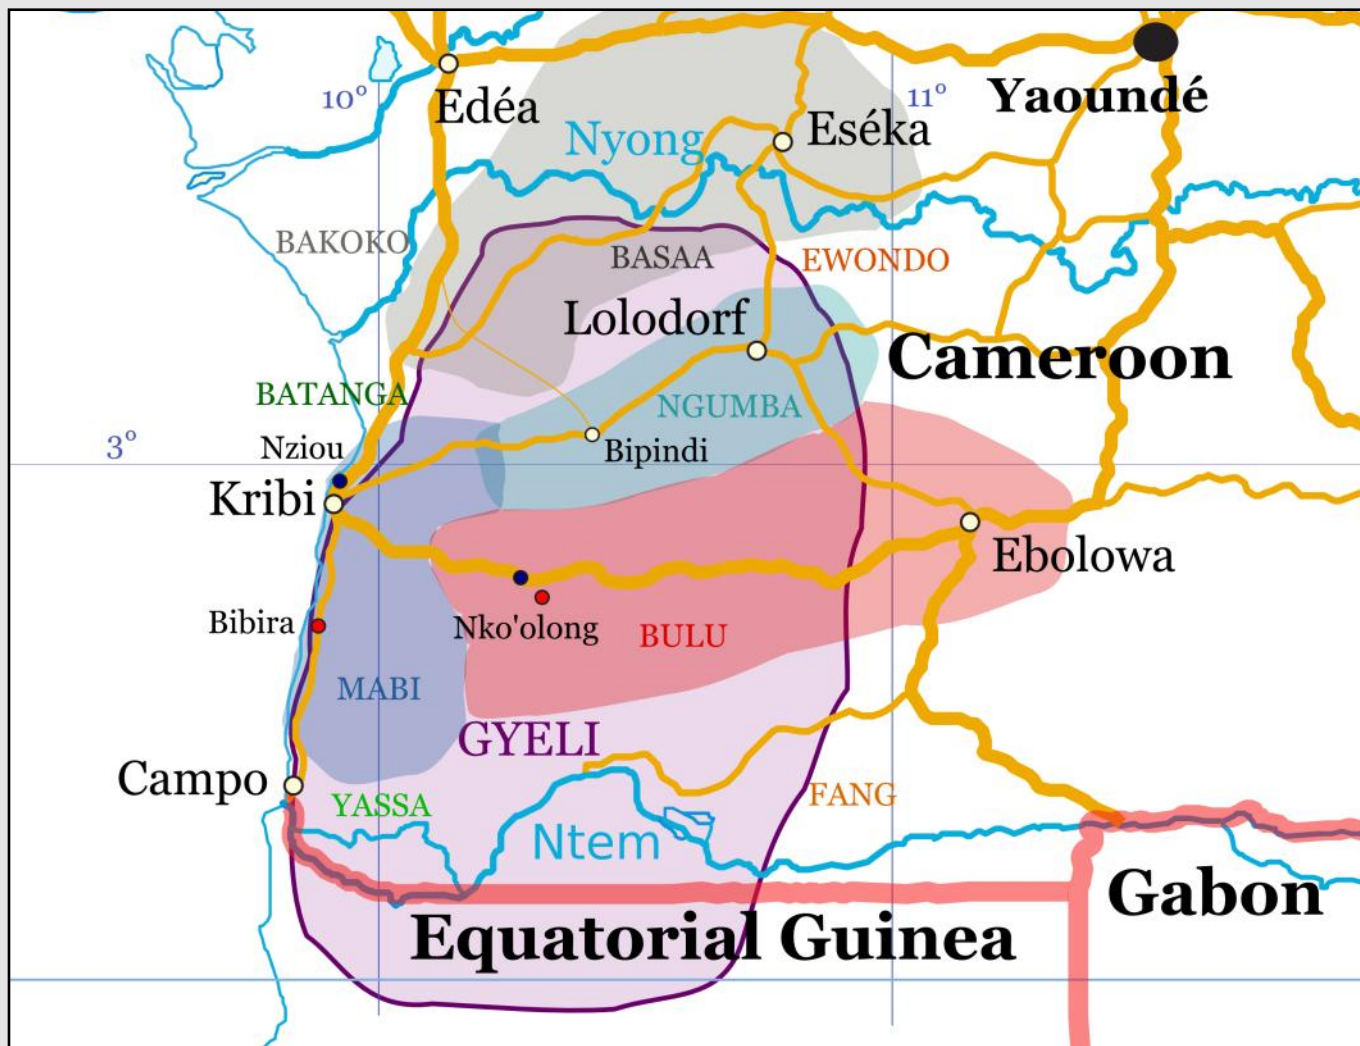 10°
11°
Yaoundé
Edéa
Eséka
Nyong
BAKOKO
BASAA
EWONDO
Lolodorf
Cameroon
BATANGA
NGUMBA
3°
Nziou
Bipindi
Kribi
Ebolowa
Bibira
Nko'olong
BULU
MABI
GYELI
Campo
YASSA
FANG
Ntem
Gabon
Equatorial Guinea